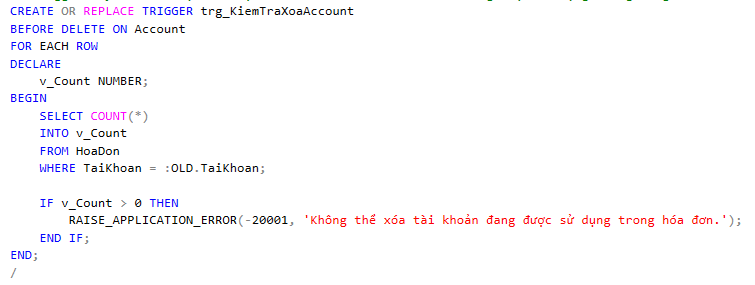 CREATE OR REPLACE TRIGGER trg_KiemTraXoaAccount
BEFORE DELETE ON Account
FOR EACH ROW
DECLARE
    v_Count NUMBER;
BEGIN
    SELECT COUNT(*)
    INTO v_Count
    FROM HoaDon
    WHERE TaiKhoan = :OLD.TaiKhoan;

    IF v_Count > 0 THEN
        RAISE_APPLICATION_ERROR(-20001, 'Không thể xóa tài khoản đang được sử dụng trong hóa đơn.');
    END IF;
END;
/